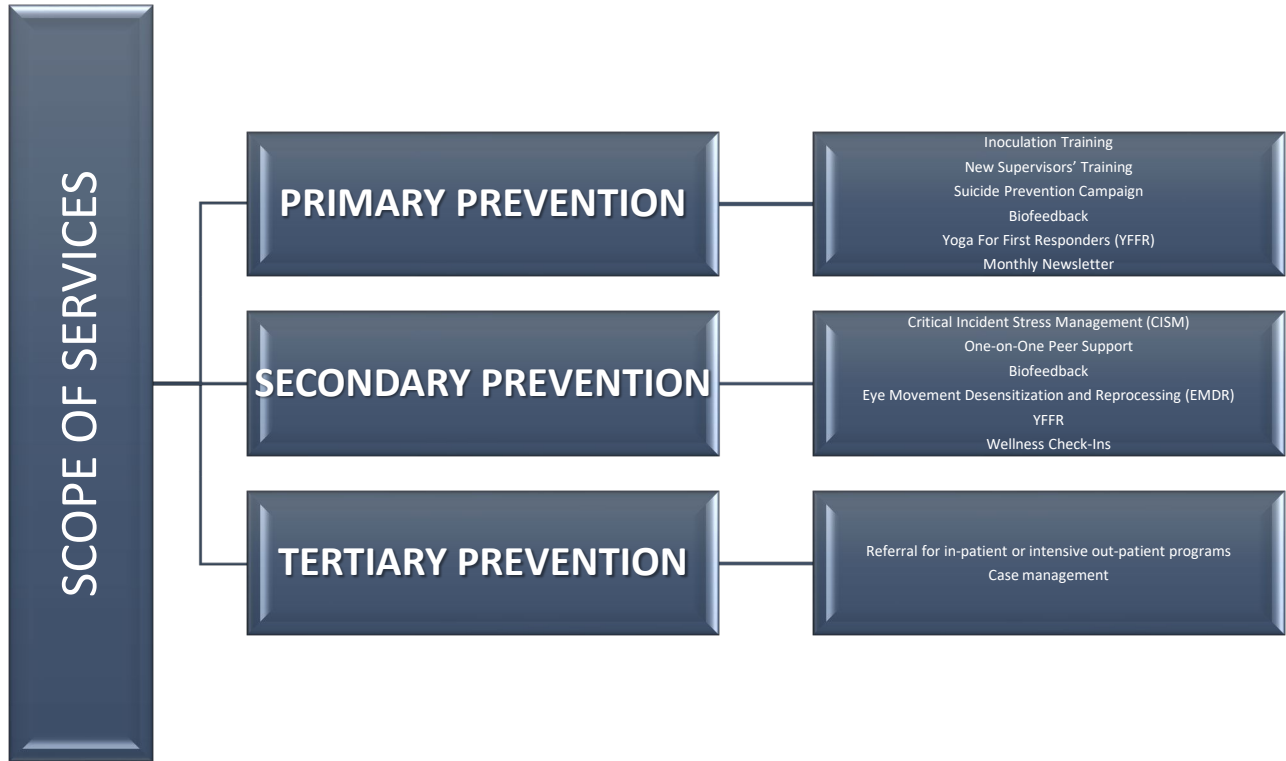 SCOPE OF SERVICES
PRIMARY PREVENTION
Inoculation Training
New Supervisors’ Training
Suicide Prevention Campaign
Biofeedback
Yoga For First Responders (YFFR)
Monthly Newsletter
SECONDARY PREVENTION
Critical Incident Stress Management (CISM)
One-on-One Peer Support
Biofeedback
Eye Movement Desensitization and Reprocessing (EMDR)
YFFR
Wellness Check-Ins
TERTIARY PREVENTION
Referral for in-patient or intensive out-patient programs
Case management